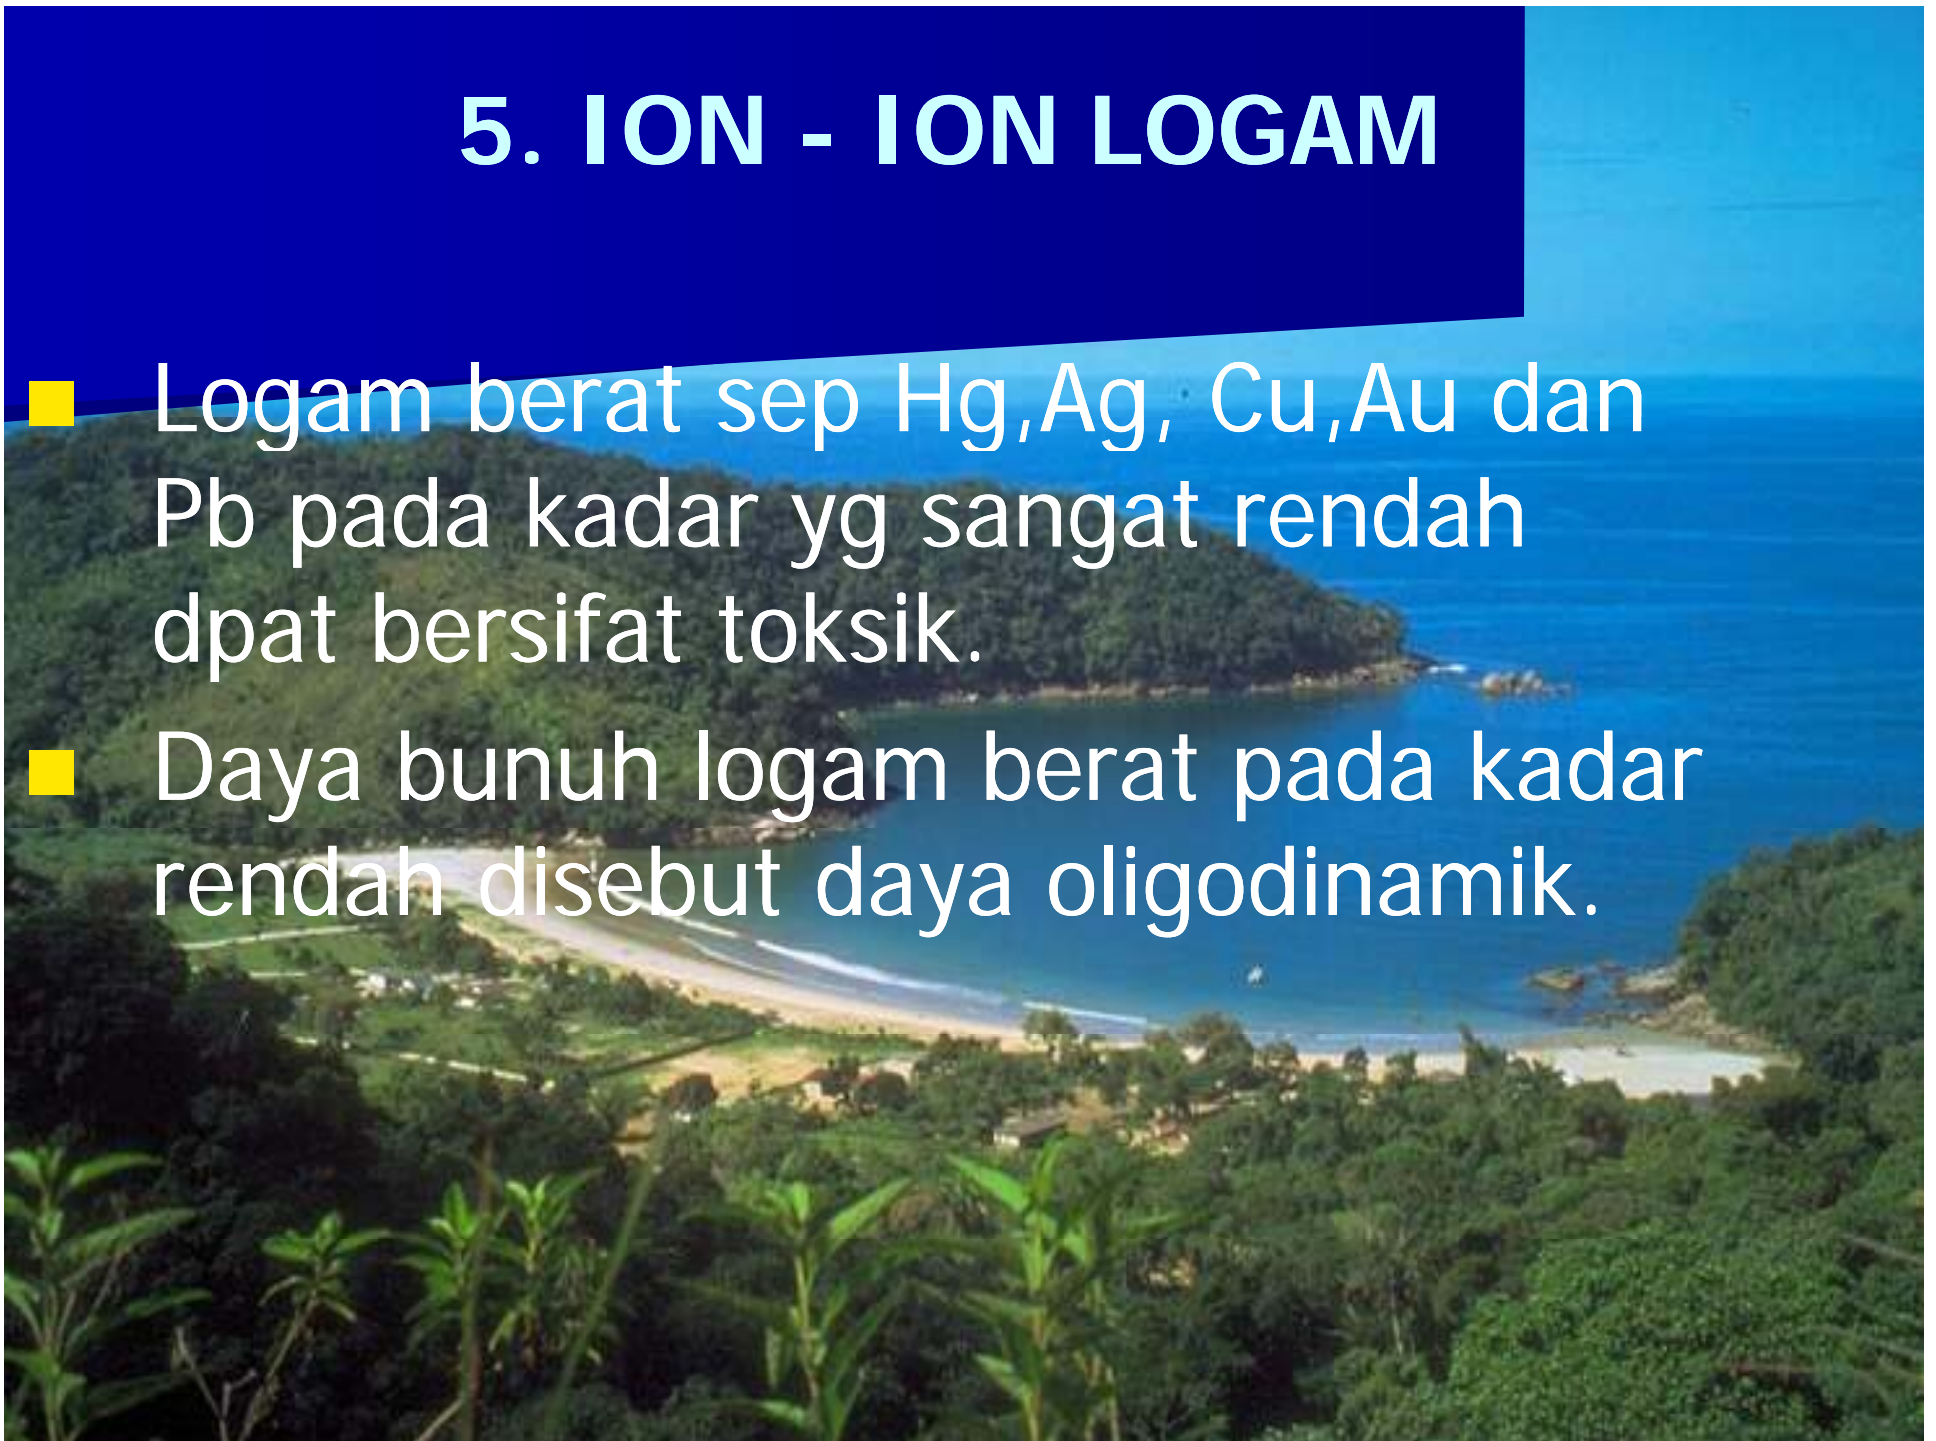 5. ION - ION LOGAM
Logam berat sep Hg,Ag, Cu,Au dan
Pb pada kadar yg sangat rendah
dpat bersifat toksik.
Daya bunuh logam berat pada kadar
rendah disebut daya oligodinamik.